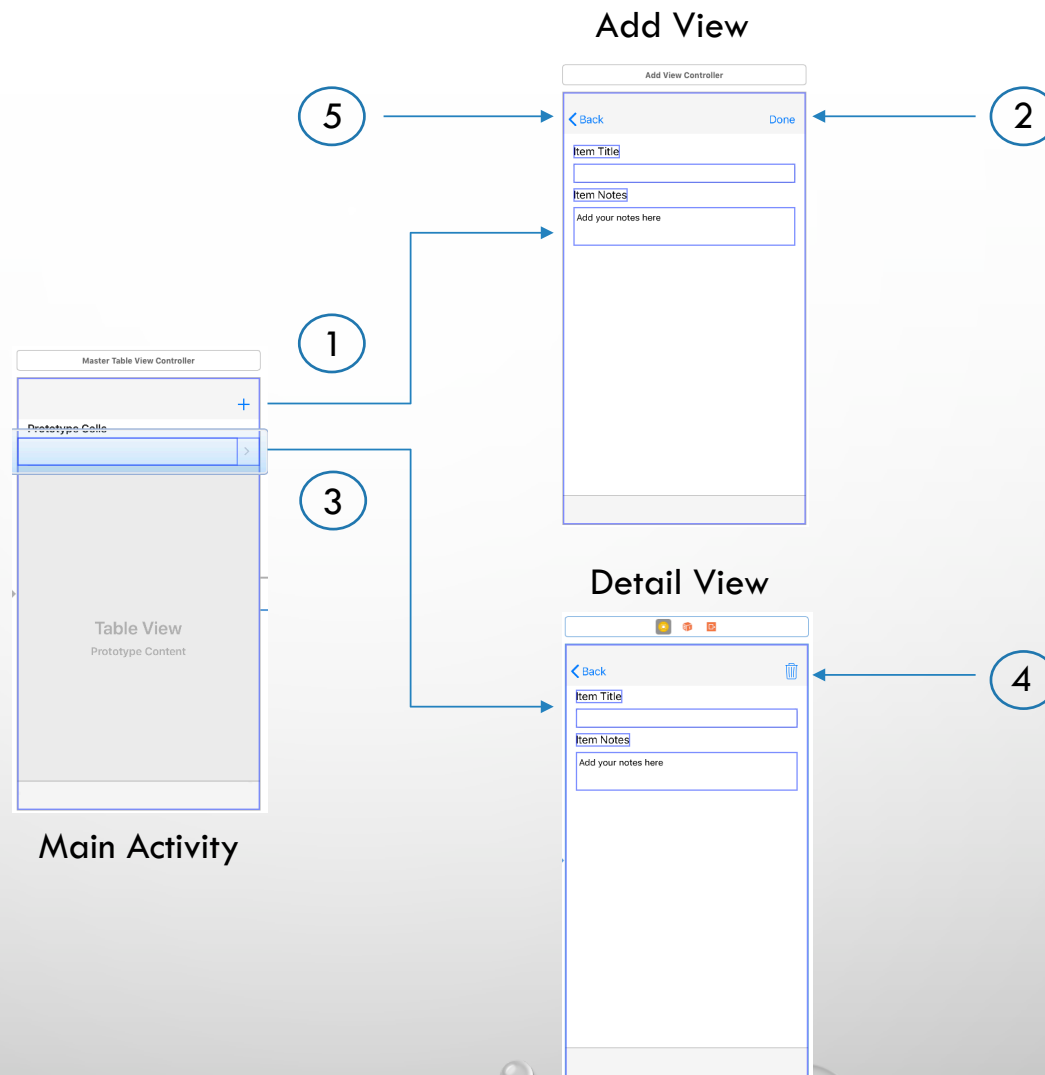 Add View
Add View Controller
5
Back
Done
2
Item Title
Item Notes
Add your notes here
1
Master Table View Controller
+
Prototype Cells
3
Table View
Prototype Content
Main Activity
Detail View
Back
4
Item Title
Item Notes
Add your notes here